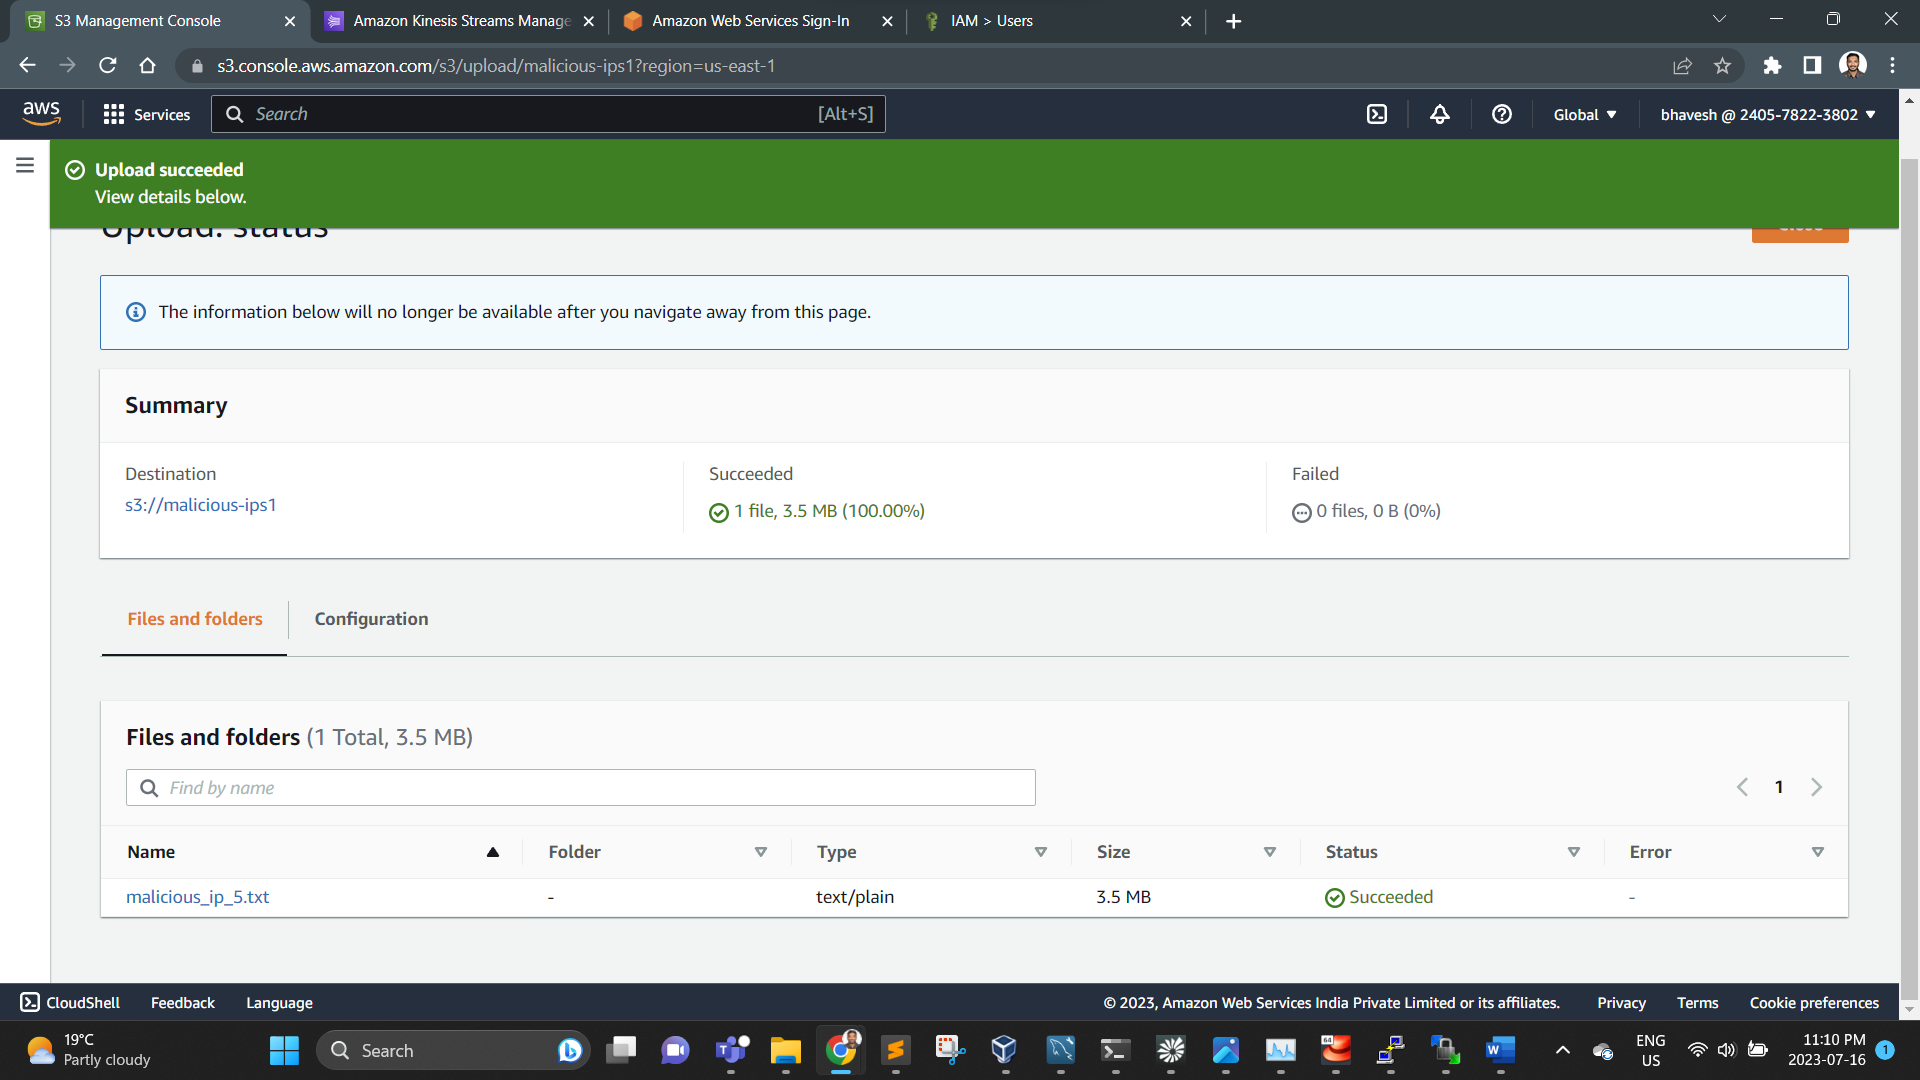 S3 Management Console
Amazon Kinesis Streams Manage
Amazon Web Services Sign-In
IAM > Users
s3.console.aws.amazon.com/s3/upload/malicious-ips1?region=us-east-1
aws
Services
Search
[Alt+S]
Global
bhavesh @ 2405-7822-3802
Upload succeeded
View details below.
Upload: status
Close
The information below will no longer be available after you navigate away from this page.
Summary
Destination
s3://malicious-ips1
Succeeded
1 file, 3.5 MB (100.00%)
Failed
0 files, 0 B (0%)
Files and folders
Configuration
Files and folders (1 Total, 3.5 MB)
Find by name
1
Name
Folder
Type
Size
Status
Error
malicious_ip_5.txt
-
text/plain
3.5 MB
Succeeded
-
CloudShell
Feedback
Language
© 2023, Amazon Web Services India Private Limited or its affiliates.
Privacy
Terms
Cookie preferences
19°C
Partly cloudy
Search
64
ENG
US
11:10 PM
2023-07-16
1